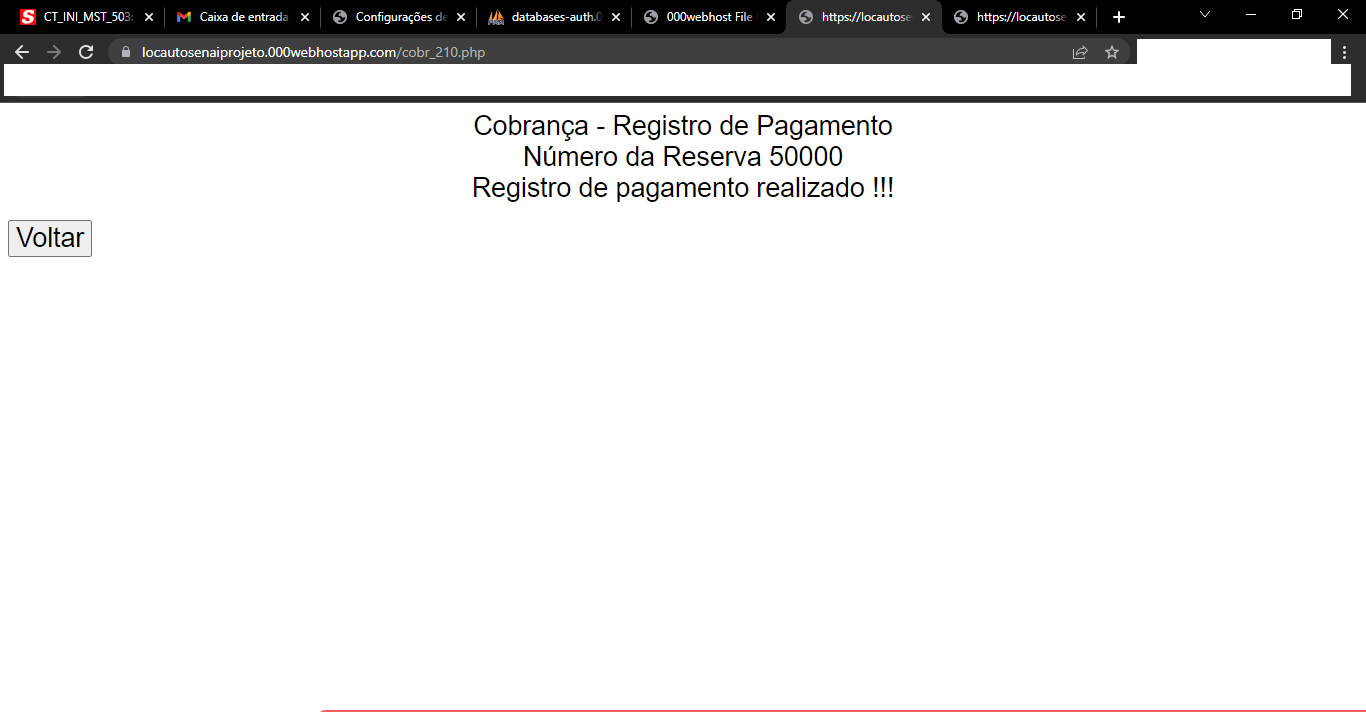 CT_INI_MST_503
Caixa de entrada
Configurações de
databases-auth.0
000webhost File
https://locautose
https://locautose
locautosenaiprojeto.000webhostapp.com/cobr_210.php
Cobrança - Registro de Pagamento
Número da Reserva 50000
Registro de pagamento realizado !!!
Voltar